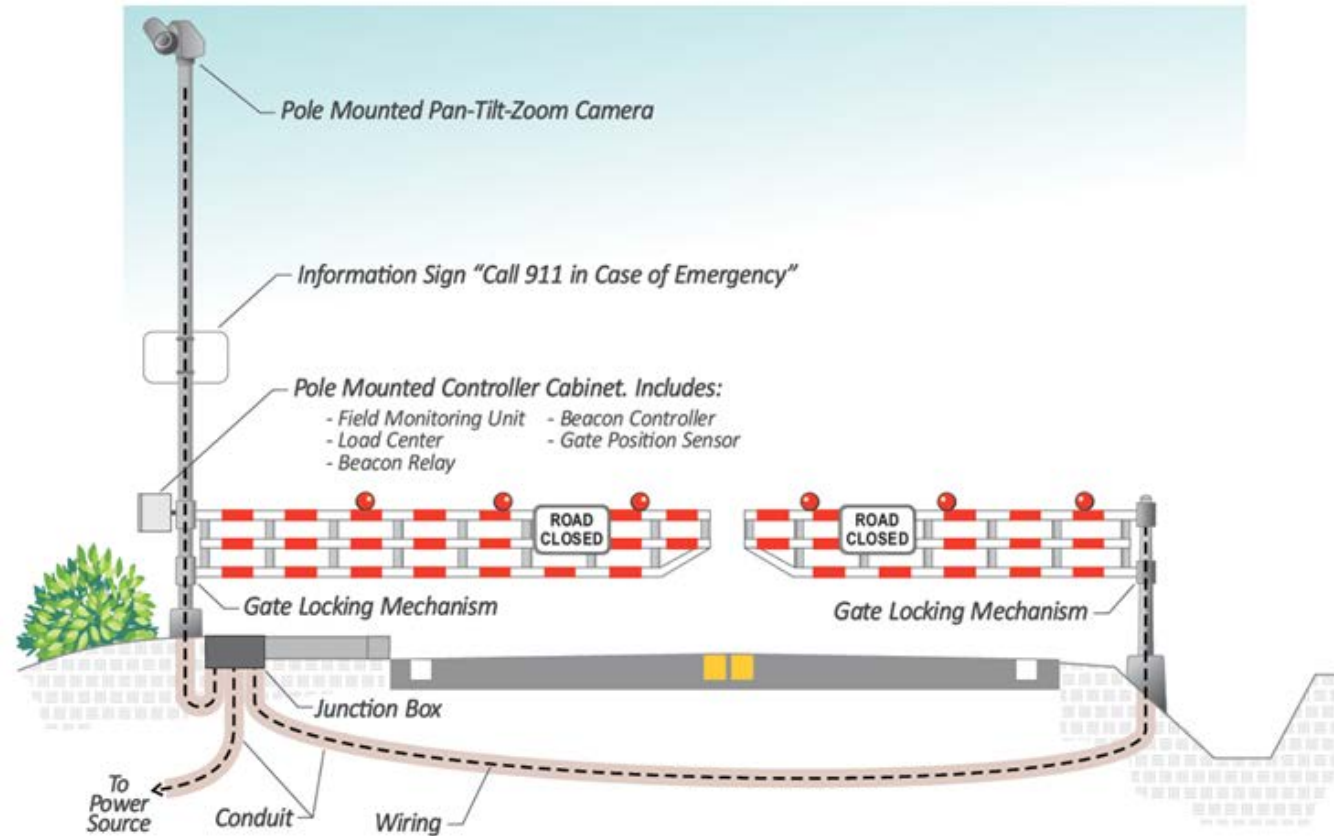 Pole Mounted Pan-Tilt-Zoom Camera
Information Sign “Call 911 in Case of Emergency”
Pole Mounted Controller Cabinet. Includes:
- Field Monitoring Unit
- Load Center
- Beacon Relay
- Beacon Controller
- Gate Position Sensor
ROAD
CLOSED
ROAD
CLOSED
Gate Locking Mechanism
Gate Locking Mechanism
Junction Box
To
Power
Source
Conduit
Wiring